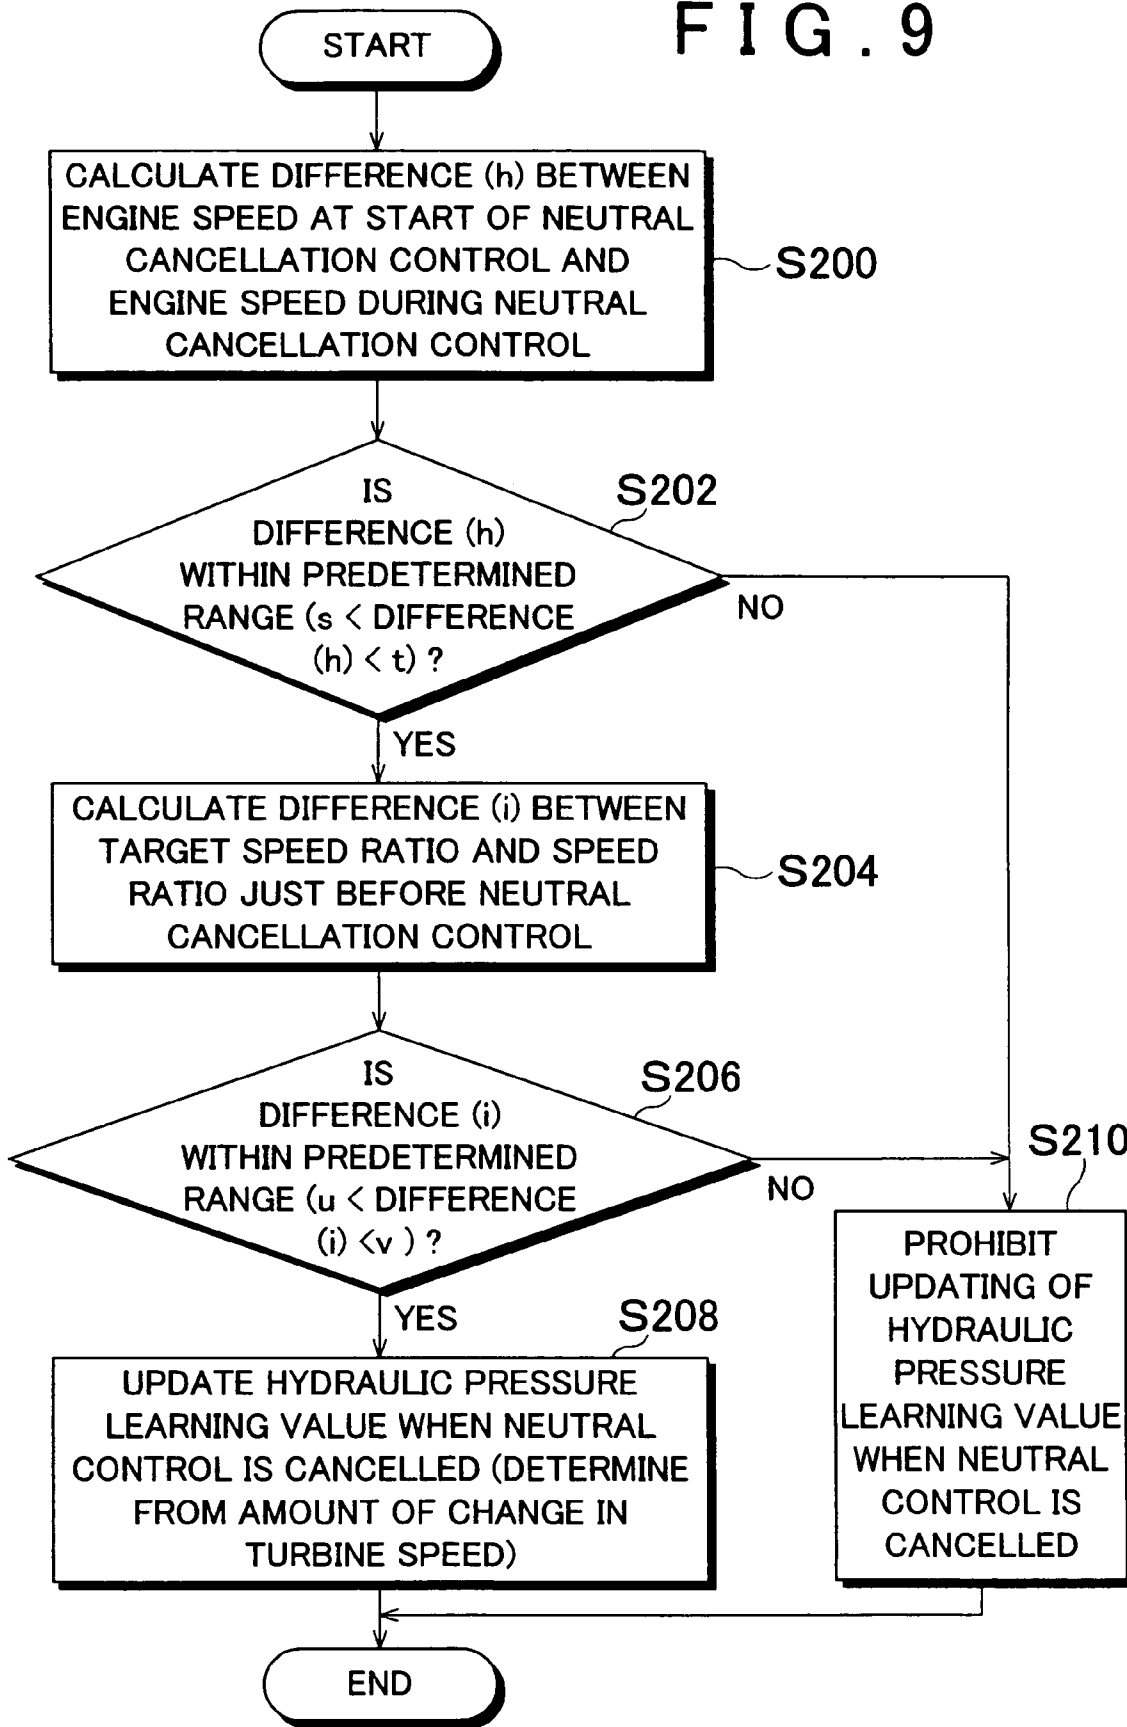 FIG. 9
START
CALCULATE DIFFERENCE (h) BETWEEN
ENGINE SPEED AT START OF NEUTRAL
CANCELLATION CONTROL AND
ENGINE SPEED DURING NEUTRAL
CANCELLATION CONTROL
S200
IS
DIFFERENCE (h)
WITHIN PREDETERMINED
RANGE (s < DIFFERENCE
(h) < t) ?
S202
NO
YES
CALCULATE DIFFERENCE (i) BETWEEN
TARGET SPEED RATIO AND SPEED
RATIO JUST BEFORE NEUTRAL
CANCELLATION CONTROL
S204
IS
DIFFERENCE (i)
WITHIN PREDETERMINED
RANGE (u < DIFFERENCE
(i) <v ) ?
S206
NO
YES
UPDATE HYDRAULIC PRESSURE
LEARNING VALUE WHEN NEUTRAL
CONTROL IS CANCELLED (DETERMINE
FROM AMOUNT OF CHANGE IN
TURBINE SPEED)
S208
S210
PROHIBIT
UPDATING OF
HYDRAULIC
PRESSURE
LEARNING VALUE
WHEN NEUTRAL
CONTROL IS
CANCELLED
END